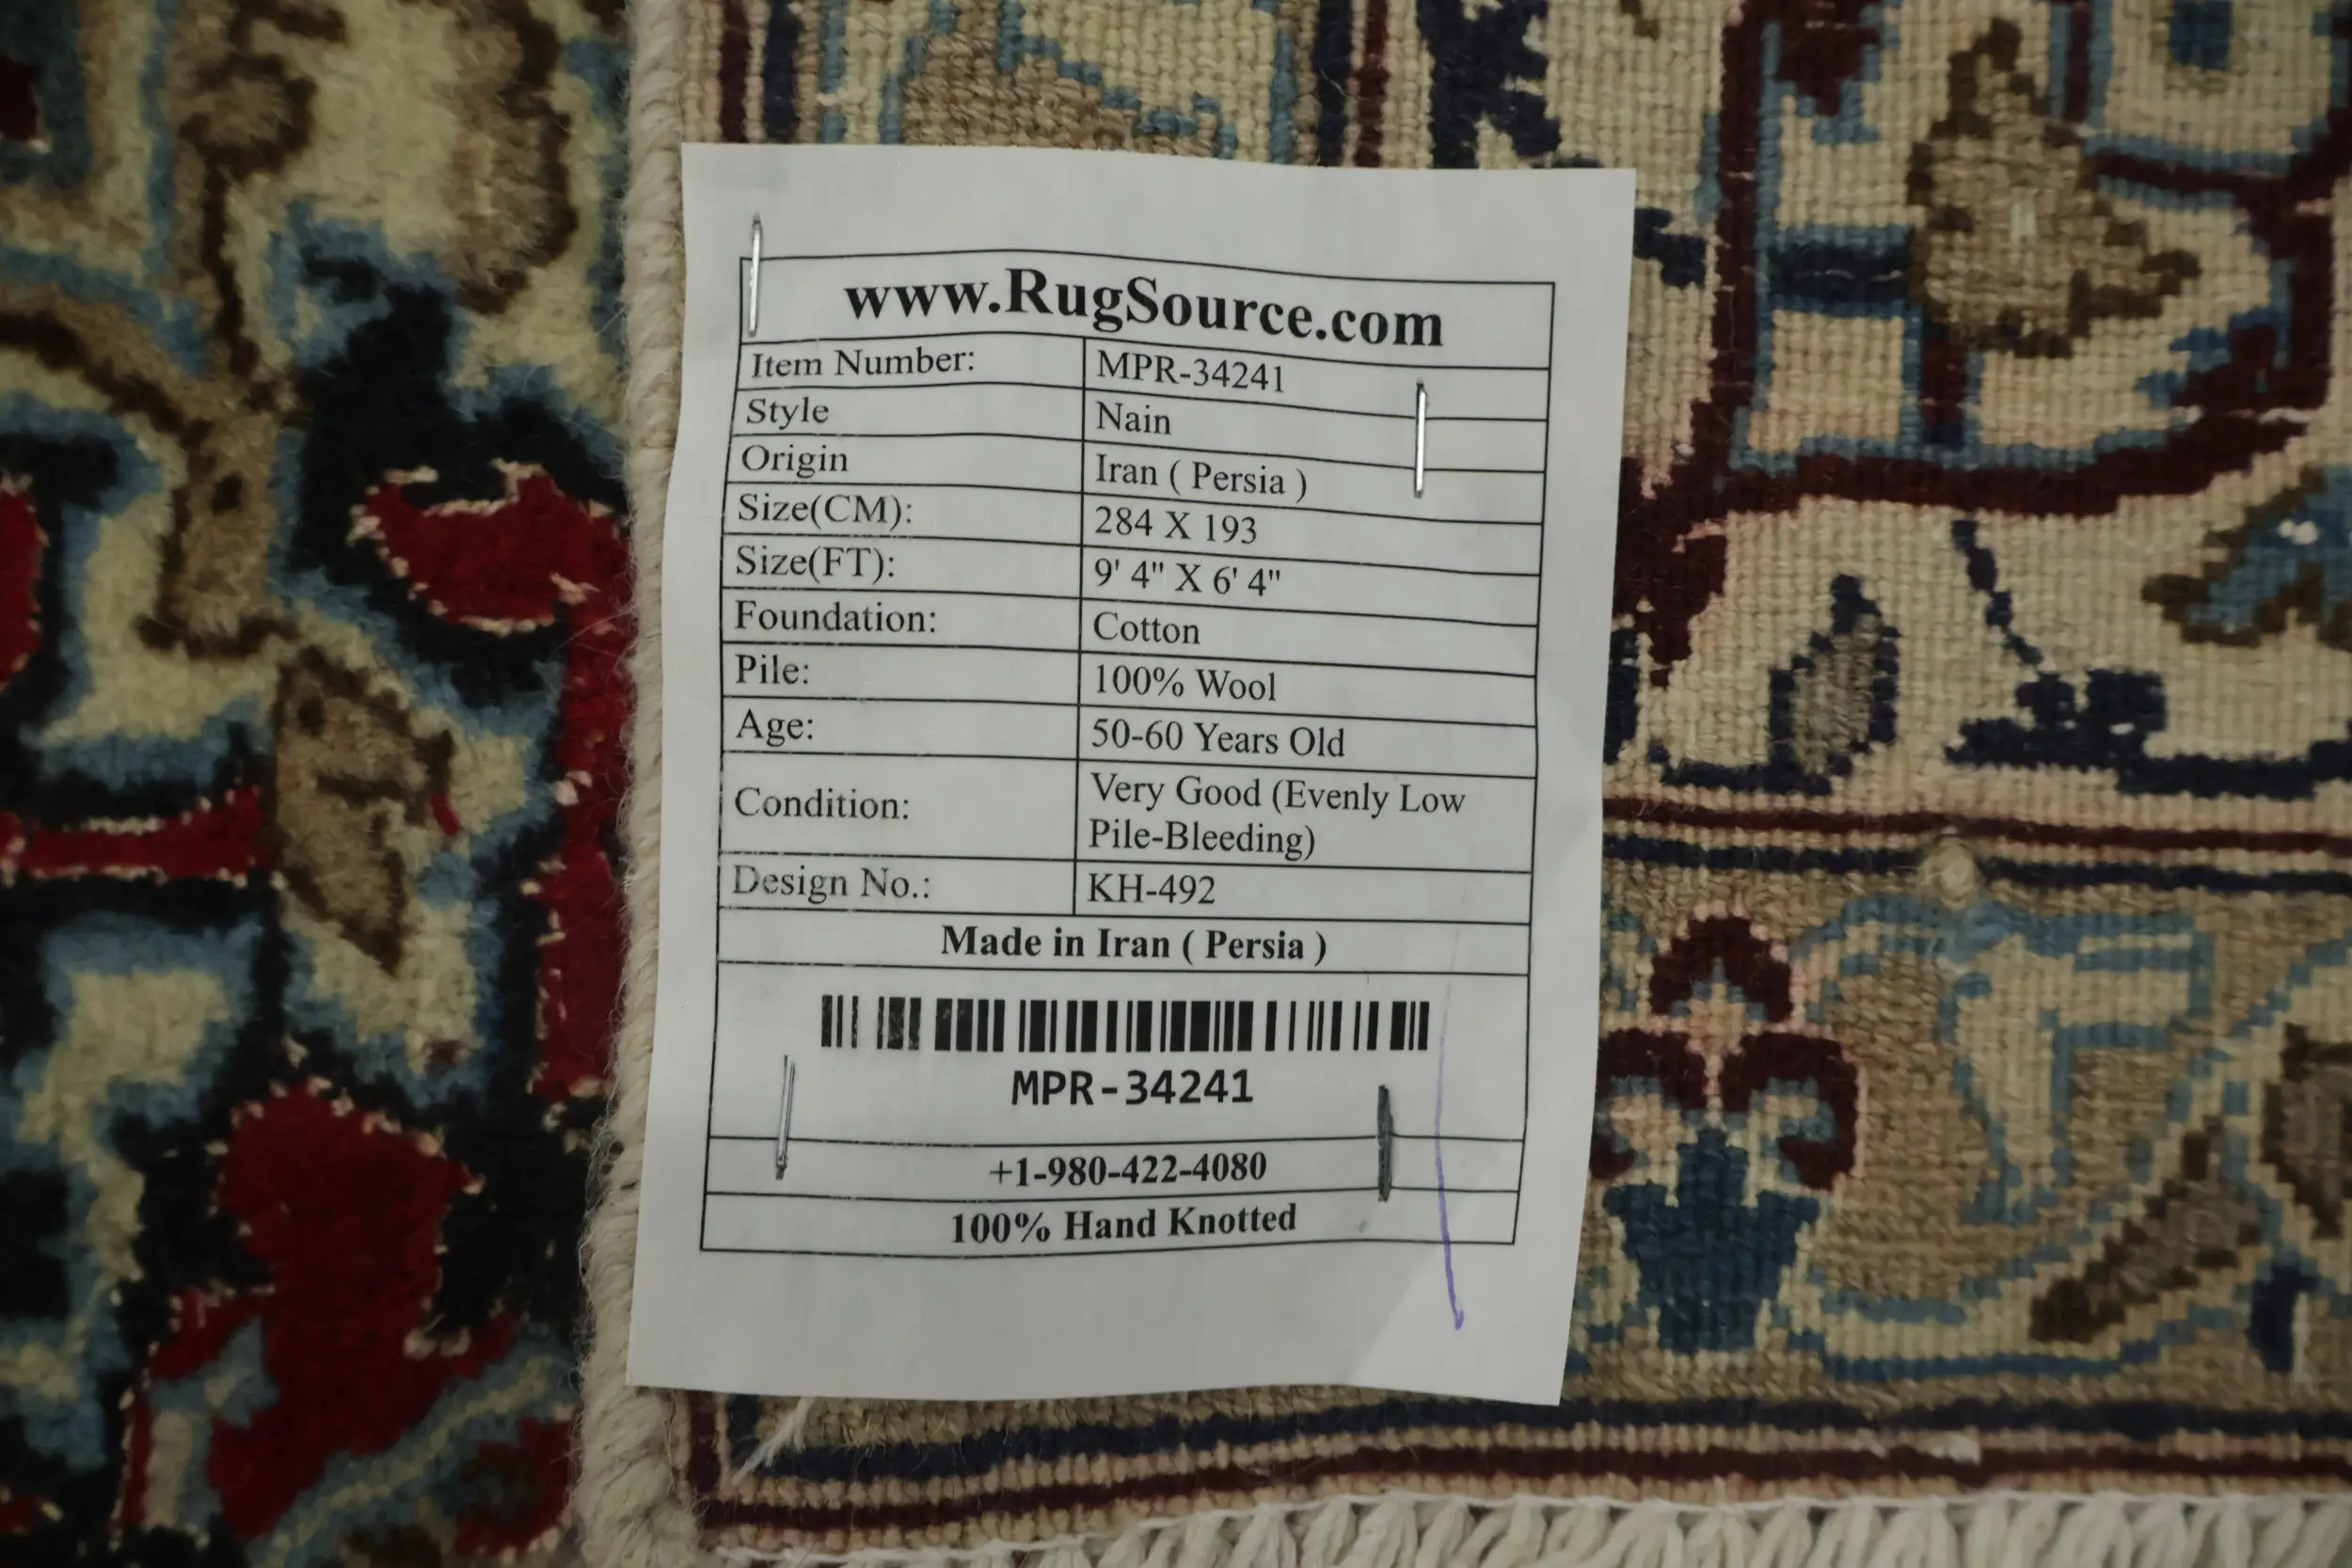 www.RugSource.com
Item Number: MPR-34241
Style Nain
Origin Iran ( Persia )
Size(CM): 284 X 193
Size(FT): 9' 4" X 6' 4"
Foundation: Cotton
Pile: 100% Wool
Age: 50-60 Years Old
Condition: Very Good (Evenly Low
Pile-Bleeding)
Design No.: KH-492
Made in Iran ( Persia )
MPR-34241
+1-980-422-4080
100% Hand Knotted